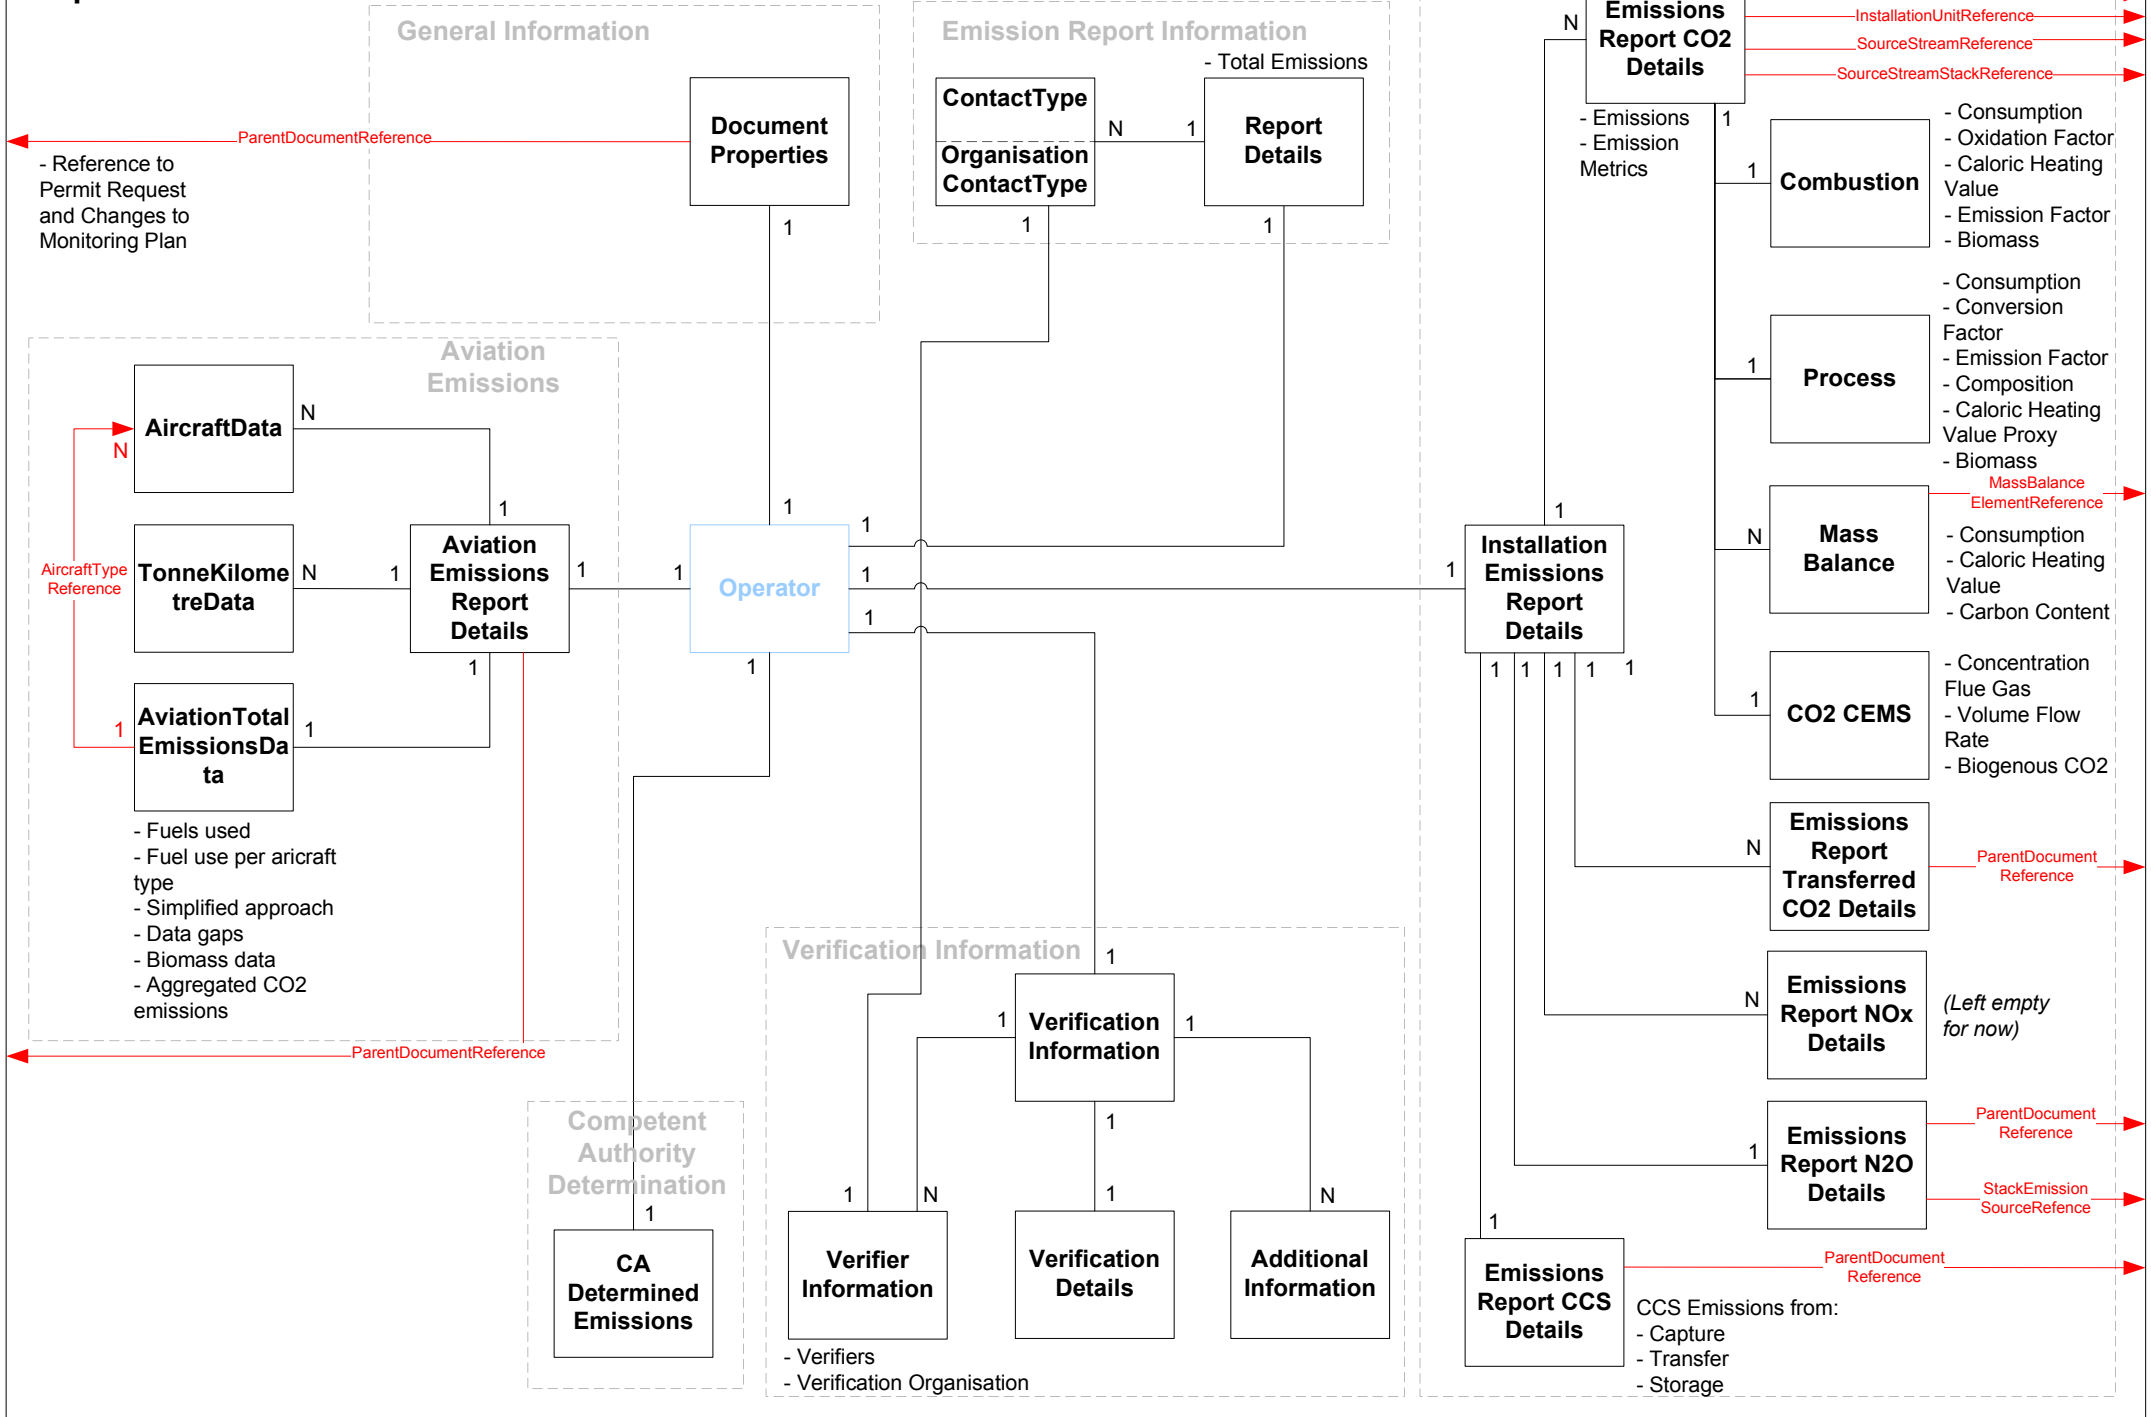 General Information
Document
Properties
1
ParentDocumentReference
- Reference to
Permit Request
and Changes to
Monitoring Plan
Emission Report Information
- Total Emissions
ContactType
Organisation
ContactType
N
1
Report
Details
1
1
Aviation
Emissions
AircraftData
N
N
AircraftType
Reference
TonneKilome
treData
N
1
1
Aviation
Emissions
Report
Details
1
1
AviationTotal
EmissionsDa
ta
1
1
- Fuels used
- Fuel use per aricraft
type
- Simplified approach
- Data gaps
- Biomass data
- Aggregated CO2
emissions
ParentDocumentReference
Operator
1
1
1
1
1
1
Competent
Authority
Determination
1
CA
Determined
Emissions
Verification Information
1
Verification
Information
1
1
1
1
N
1
N
Verifier
Information
Verification
Details
Additional
Information
- Verifiers
- Verification Organisation
Emissions
Report CO2
Details
N
InstallationUnitReference
SourceStreamReference
SourceStreamStackReference
- Emissions
- Emission
Metrics
1
1
Combustion
- Consumption
- Oxidation Factor
- Caloric Heating
Value
- Emission Factor
- Biomass
1
Process
- Consumption
- Conversion
Factor
- Emission Factor
- Composition
- Caloric Heating
Value Proxy
- Biomass
MassBalance
ElementReference
N
Mass
Balance
- Consumption
- Caloric Heating
Value
- Carbon Content
1
CO2 CEMS
- Concentration
Flue Gas
- Volume Flow
Rate
- Biogenous CO2
1
1
Installation
Emissions
Report
Details
1
1
1
1
1
N
Emissions
Report
Transferred
CO2 Details
ParentDocument
Reference
N
Emissions
Report NOx
Details
(Left empty
for now)
1
Emissions
Report N2O
Details
ParentDocument
Reference
StackEmission
SourceRefence
1
Emissions
Report CCS
Details
ParentDocument
Reference
CCS Emissions from:
- Capture
- Transfer
- Storage